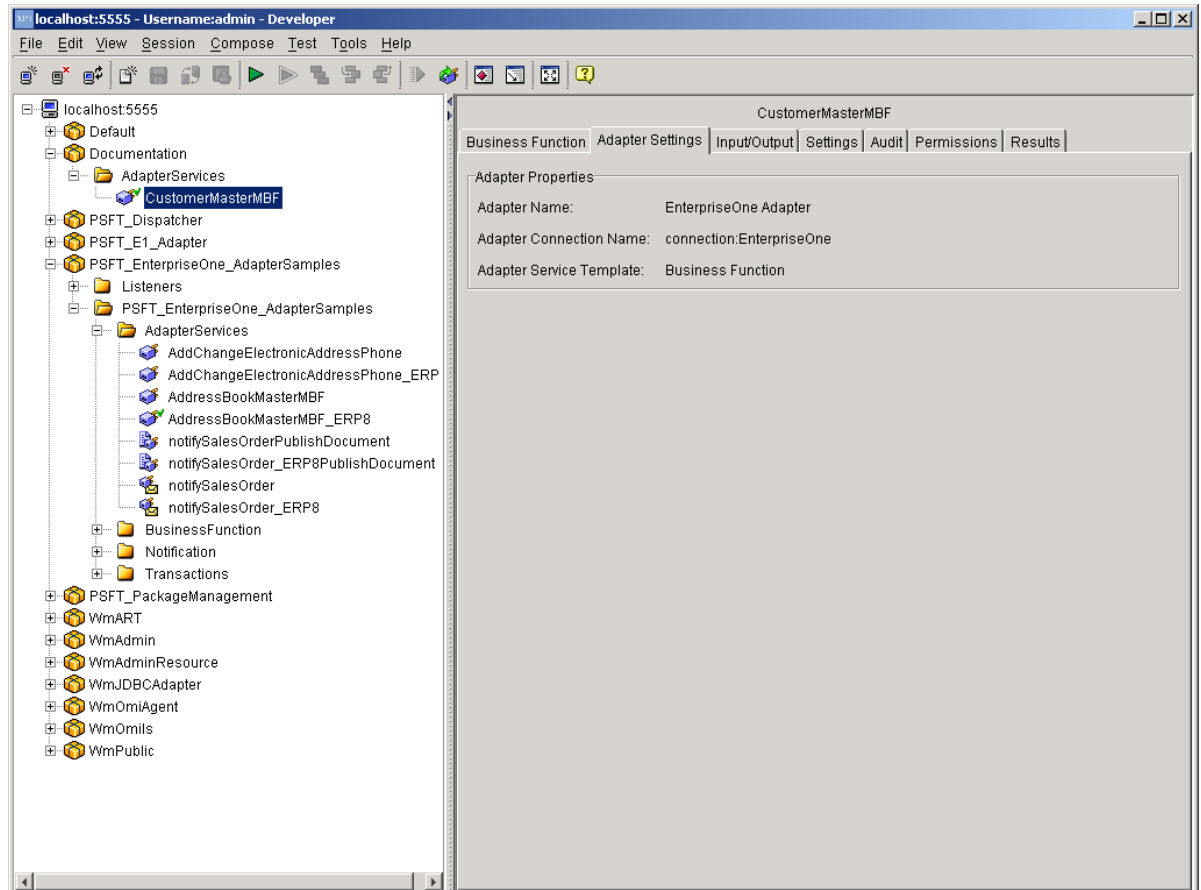 localhost:5555 - Username:admin - Developer
File Edit View Session Compose Test Tools Help
localhost:5555
Default
Documentation
AdapterServices
CustomerMasterMBF
PSFT_Dispatcher
PSFT_E1_Adapter
PSFT_EnterpriseOne_AdapterSamples
Listeners
PSFT_EnterpriseOne_AdapterSamples
AdapterServices
AddChangeElectronicAddressPhone
AddChangeElectronicAddressPhone_ERP
AddressBookMasterMBF
AddressBookMasterMBF_ERP8
notifySalesOrderPublishDocument
notifySalesOrder_ERP8PublishDocument
notifySalesOrder
notifySalesOrder_ERP8
BusinessFunction
Notification
Transactions
PSFT_PackageManagement
WmART
WmAdmin
WmAdminResource
WmJDBCAdapter
WmOmiAgent
WmOmils
WmPublic
CustomerMasterMBF
Business Function Adapter Settings Input/Output Settings Audit Permissions Results
Adapter Properties
Adapter Name: EnterpriseOne Adapter
Adapter Connection Name: connection:EnterpriseOne
Adapter Service Template: Business Function